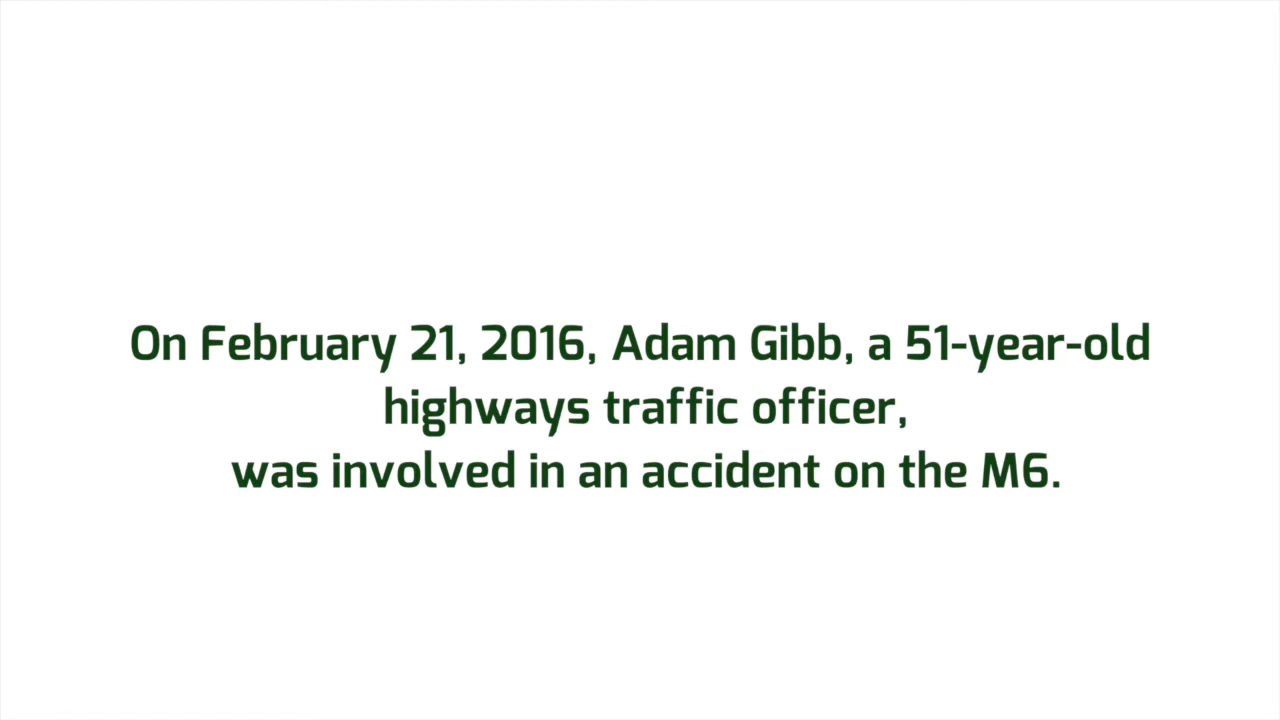 On February 21, 2016, Adam Gibb, a 51-year-old
highways traffic officer,
was involved in an accident on the M6.